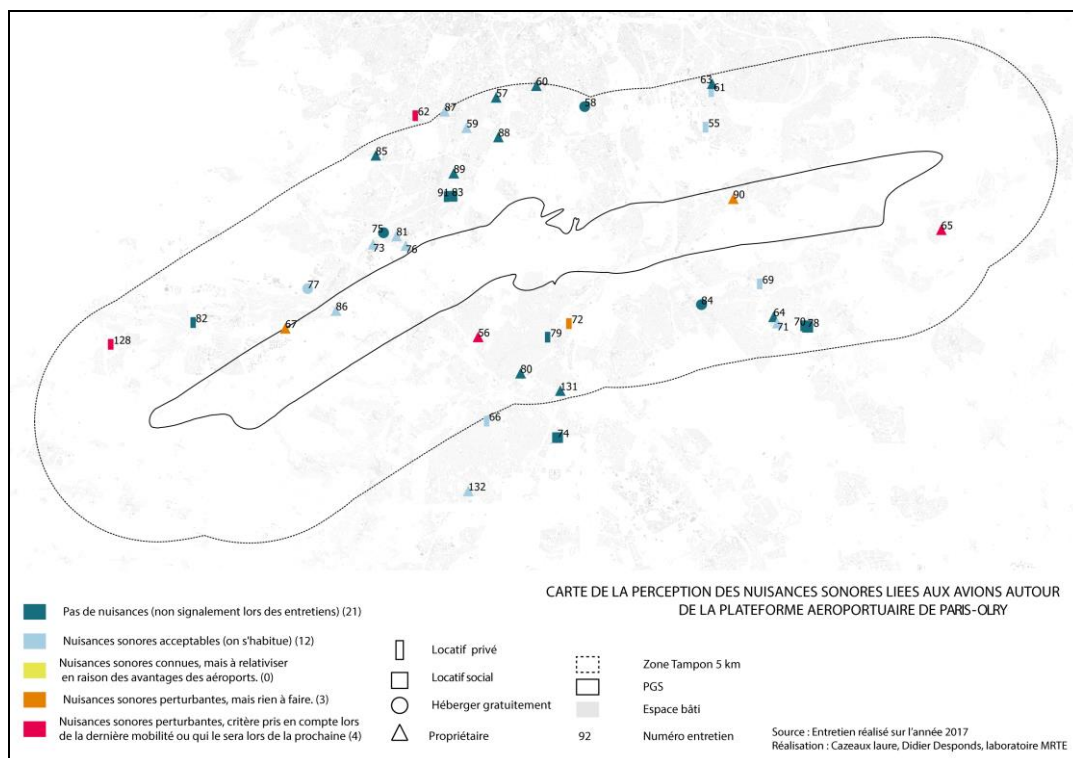 63
60
61
57
58
87
62
59
55
88
85
89
91 83
90
75
81
65
73
76
69
77
86
84
82
64
67
72
70 78
71
128
56
79
80
131
66
74
132
CARTE DE LA PERCEPTION DES NUISANCES SONORES LIEES AUX AVIONS AUTOUR
DE LA PLATEFORME AEROPORTUAIRE DE PARIS-OLRY
Pas de nuisances (non signalement lors des entretiens) (21)
Nuisances sonores acceptables (on s'habitue) (12)
Nuisances sonores connues, mais à relativiser
en raison des avantages des aéroports. (0)
Nuisances sonores perturbantes, mais rien à faire. (3)
Nuisances sonores perturbantes, critère pris en compte lors
de la dernière mobilité ou qui le sera lors de la prochaine (4)
Locatif privé
Locatif social
Héberger gratuitement
Propriétaire
Zone Tampon 5 km
PGS
Espace bâti
92 Numéro entretien
Source : Entretien réalisé sur l'année 2017
Réalisation : Cazeaux laure, Didier Desponds, laboratoire MRTE